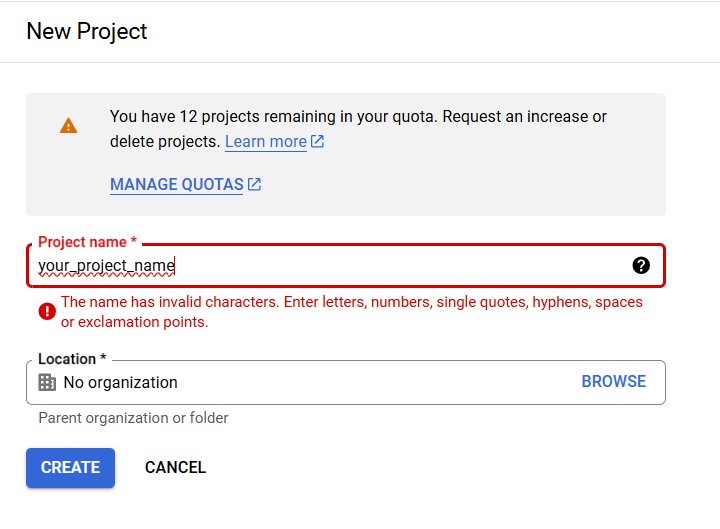 New Project
You have 12 projects remaining in your quota. Request an increase or
delete projects. Learn more
MANAGE QUOTAS
Project name *
your_project_name
The name has invalid characters. Enter letters, numbers, single quotes, hyphens, spaces
or exclamation points.
Location *
No organization BROWSE
Parent organization or folder
CREATE CANCEL